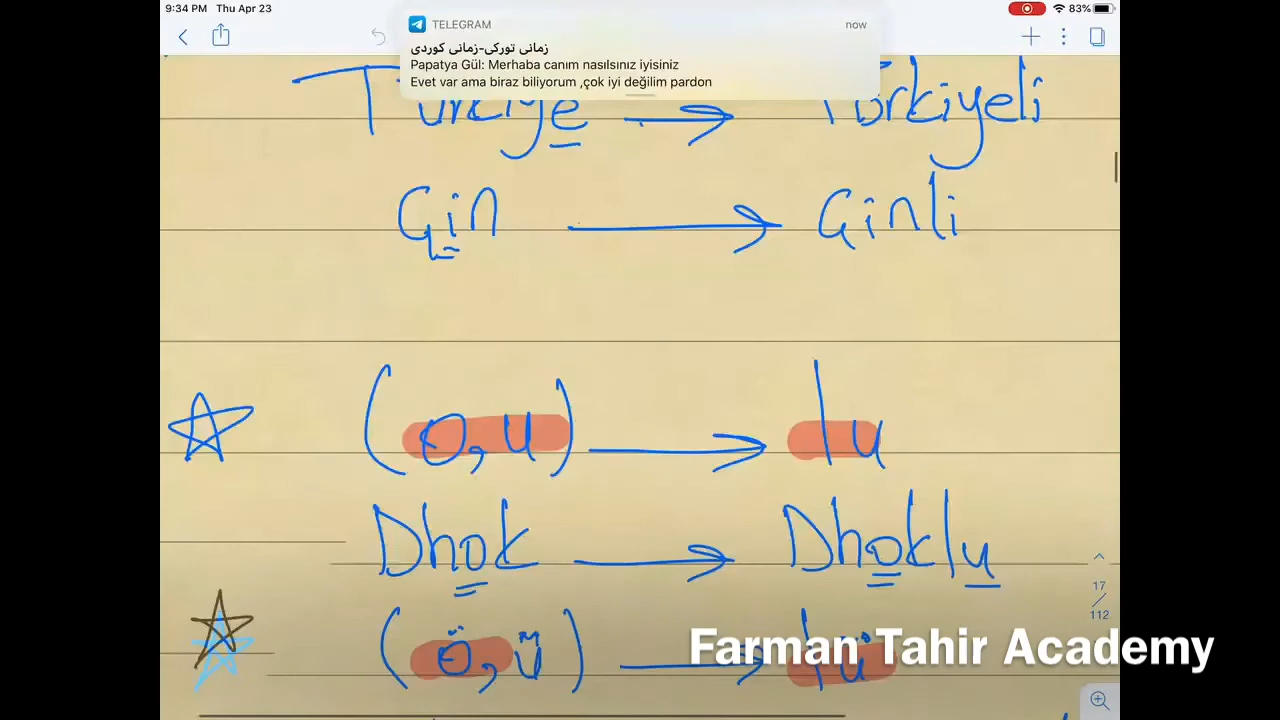 9:34 PM Thu Apr 23
83%
TELEGRAM
now
زمانی تورکی-زمانی کوردی
Papatya Gül: Merhaba canım nasılsınız iyisiniz
Evet var ama biraz biliyorum ,çok iyi değilim pardon
Türkiye → Türkiyeli
Çin → Çinli
(o,u) → lu
Dhok → Dhoklu
(ö,ü) → lü
17
/
112
Farman Tahir Academy